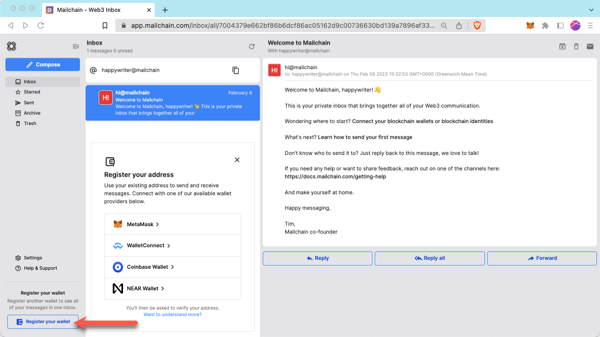 Mailchain - Web3 Inbox
app.mailchain.com/inbox/all/7004379e662bf86b6dcf86ac05162d9c00736630bd139a7896af33...
Compose
Inbox
Starred
Sent
Archive
Trash
Settings
Help & Support
Register your wallet
Register another wallet to see all
of your messages in one inbox.
Register your wallet
Inbox
1 messages 0 unread
happywriter@mailchain
HI
hi@mailchain
February 9
Welcome to Mailchain
Welcome to Mailchain, happywriter! 👋 This is your private
inbox that brings together all of your
Register your address
Use your existing address to send and receive
messages. Connect with one of our available wallet
providers below.
MetaMask >
WalletConnect >
Coinbase Wallet >
NEAR Wallet >
You'll then be asked to verify your address.
Want to understand more?
Welcome to Mailchain
With happywriter@mailchain
HI
hi@mailchain
to: happywriter@mailchain on Thu Feb 09 2023 15:32:53 GMT+0000 (Greenwich Mean Time)
Welcome to Mailchain, happywriter! 👋
This is your private inbox that brings together all of your Web3 communication.
Wondering where to start? Connect your blockchain wallets or blockchain identities
What's next? Learn how to send your first message
Don't know who to send it to? Just reply back to this message, we love to talk!
If you need any help or want to share feedback, reach out on one of the channels here:
https://docs.mailchain.com/getting-help
And make yourself at home.
Happy messaging,
Tim,
Mailchain co-founder
Reply
Reply all
Forward